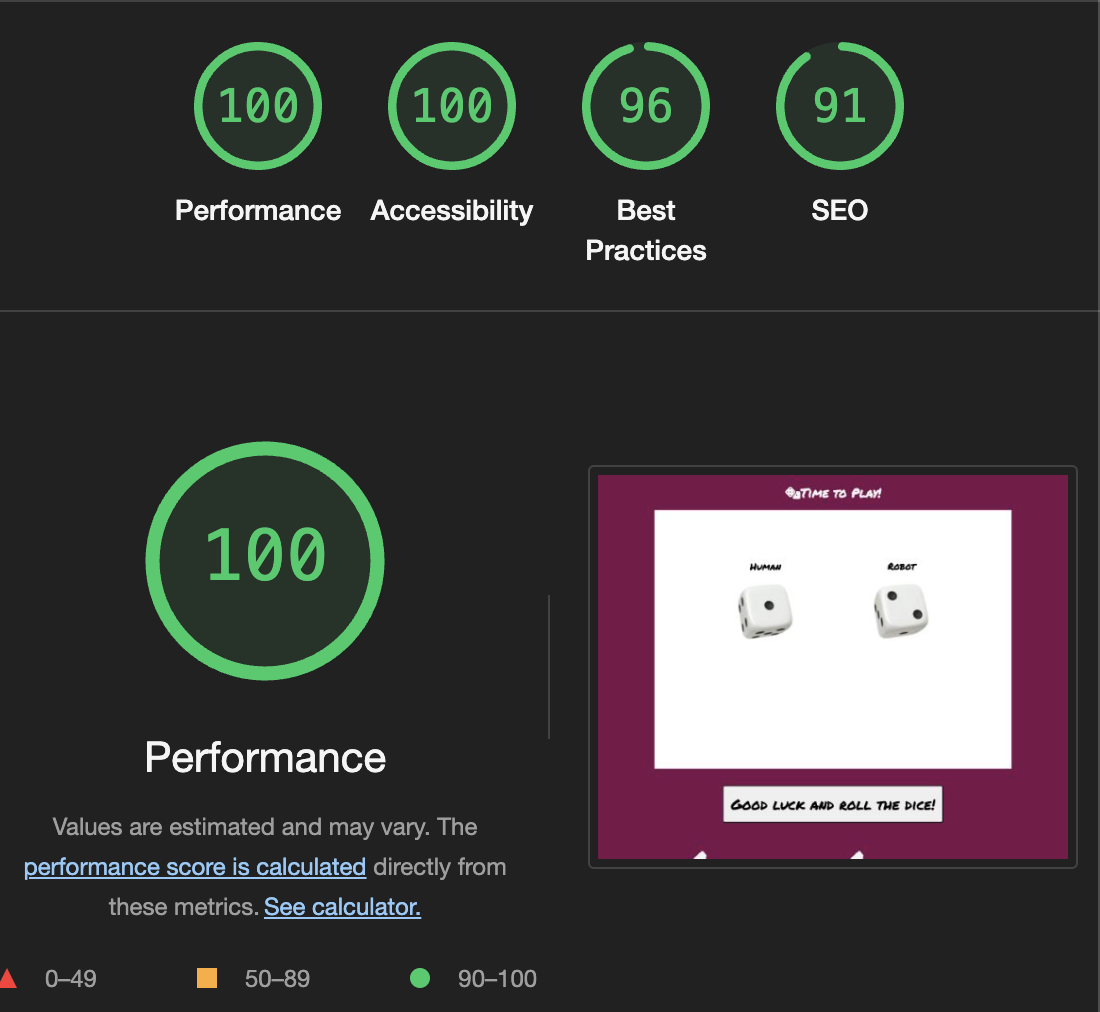 100
100
96
91
Performance
Accessibility
Best
Practices
SEO
100
Performance
Values are estimated and may vary. The
performance score is calculated directly from
these metrics. See calculator.
0–49
50–89
90–100
Time to Play!
Human
Robot
Good luck and roll the dice!